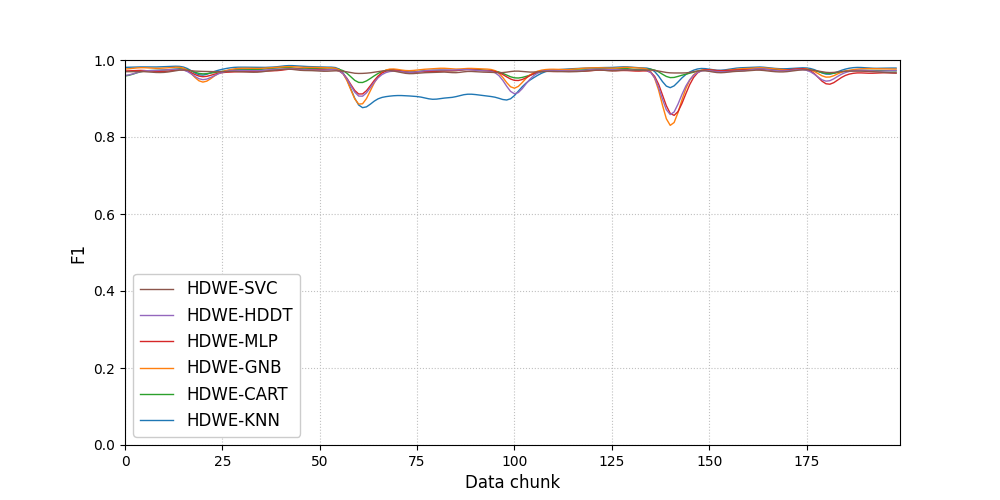 1.0
0.8
0.6
0.4
0.2
0.0
F1
HDWE-SVC
HDWE-HDDT
HDWE-MLP
HDWE-GNB
HDWE-CART
HDWE-KNN
0 25 50 75 100 125 150 175
Data chunk